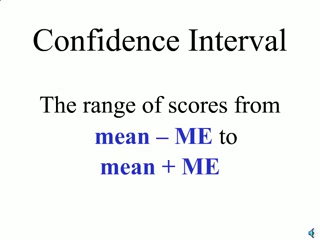 Confidence Interval
The range of scores from
mean – ME to
mean + ME